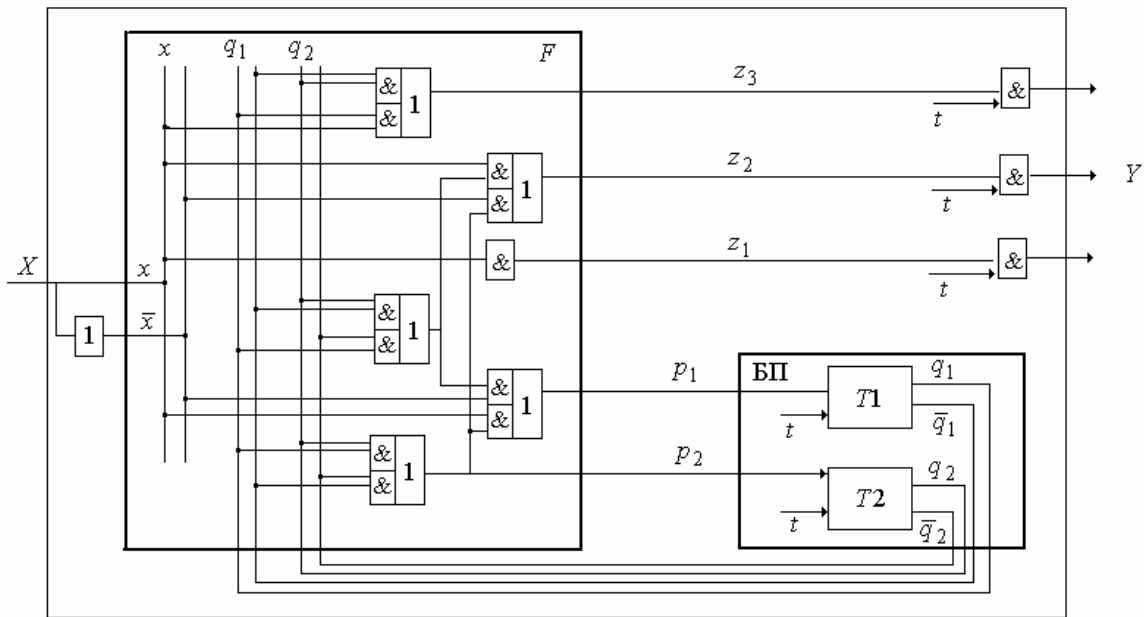 x q₁ q₂ F
& 1 z₃ t &
&
& 1 z₂ t & Y
&
& z₁ t &
X x
1 x̄
& 1
&
& 1 p₁ БП T1 q₁
& t q̄₁
& 1 p₂ T2 q₂
& t q̄₂